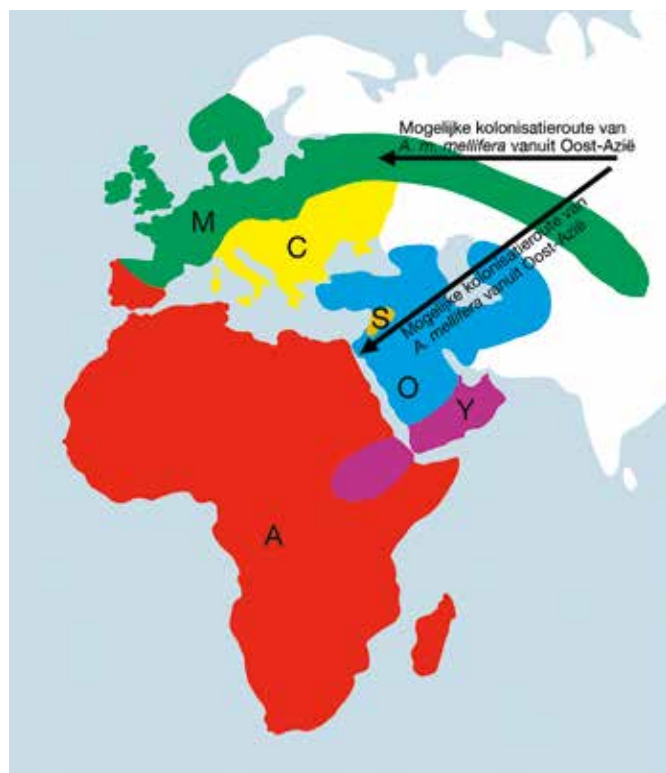 Mogelijke kolonisatieroute van
A. m. mellifera vanuit Oost-Azië
M
C
S
Mogelijke kolonisatieroute van
A. mellifera vanuit Oost-Azië
O
Y
A